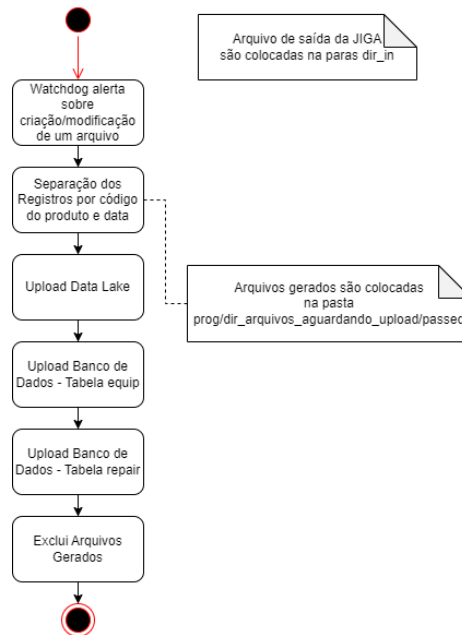 Arquivo de saída da JIGA
são colocadas na paras dir_in
Watchdog alerta
sobre
criação/modificação
de um arquivo
Separação dos
Registros por código
do produto e data
Upload Data Lake
Arquivos gerados são colocadas
na pasta
prog/dir_arquivos_aguardando_upload/passed
Upload Banco de
Dados - Tabela equip
Upload Banco de
Dados - Tabela repair
Exclui Arquivos
Gerados